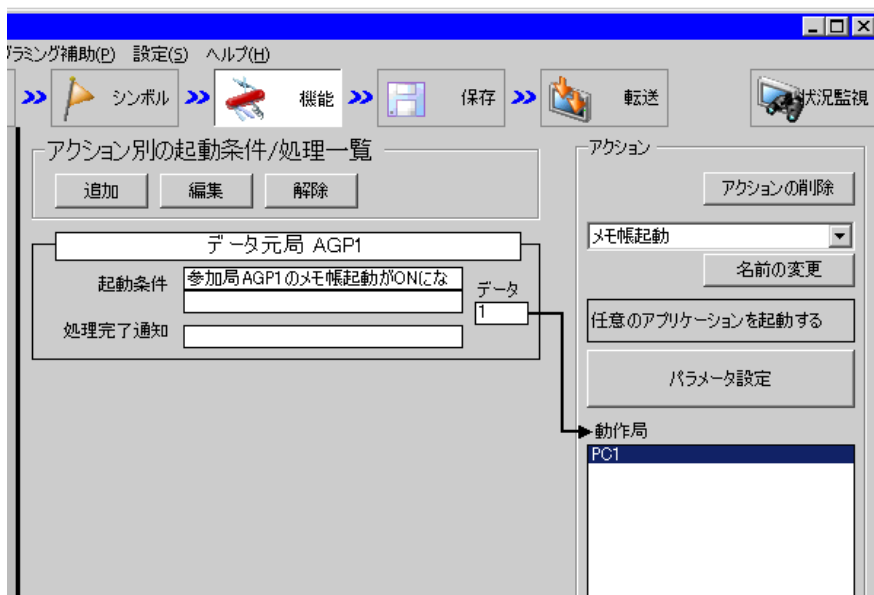 グラミング補助(P) 設定(S) ヘルプ(H)
シンボル 機能 保存 転送 状況監視
アクション別の起動条件/処理一覧
追加 編集 解除
データ元局 AGP1
起動条件 参加局AGP1のメモ帳起動がONにな
データ
1
処理完了通知
アクション
アクションの削除
メモ帳起動
名前の変更
任意のアプリケーションを起動する
パラメータ設定
動作局
PC1